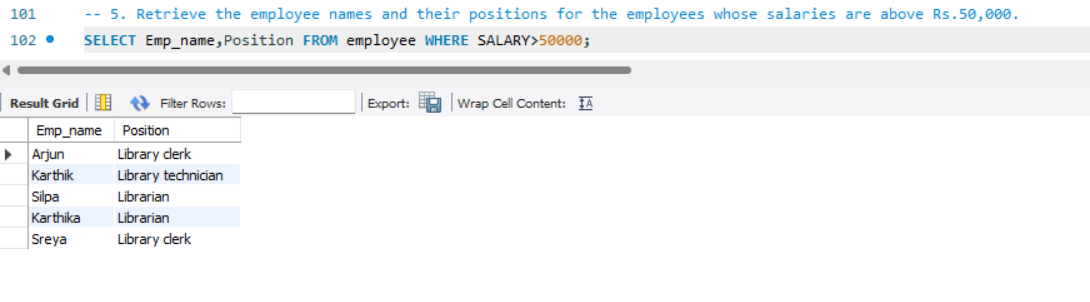 101 -- 5. Retrieve the employee names and their positions for the employees whose salaries are above Rs.50,000.
102 SELECT Emp_name,Position FROM employee WHERE SALARY>50000;
Result Grid Filter Rows: Export: Wrap Cell Content: IA
Emp_name Position
Arjun Library clerk
Karthik Library technician
Silpa Librarian
Karthika Librarian
Sreya Library clerk